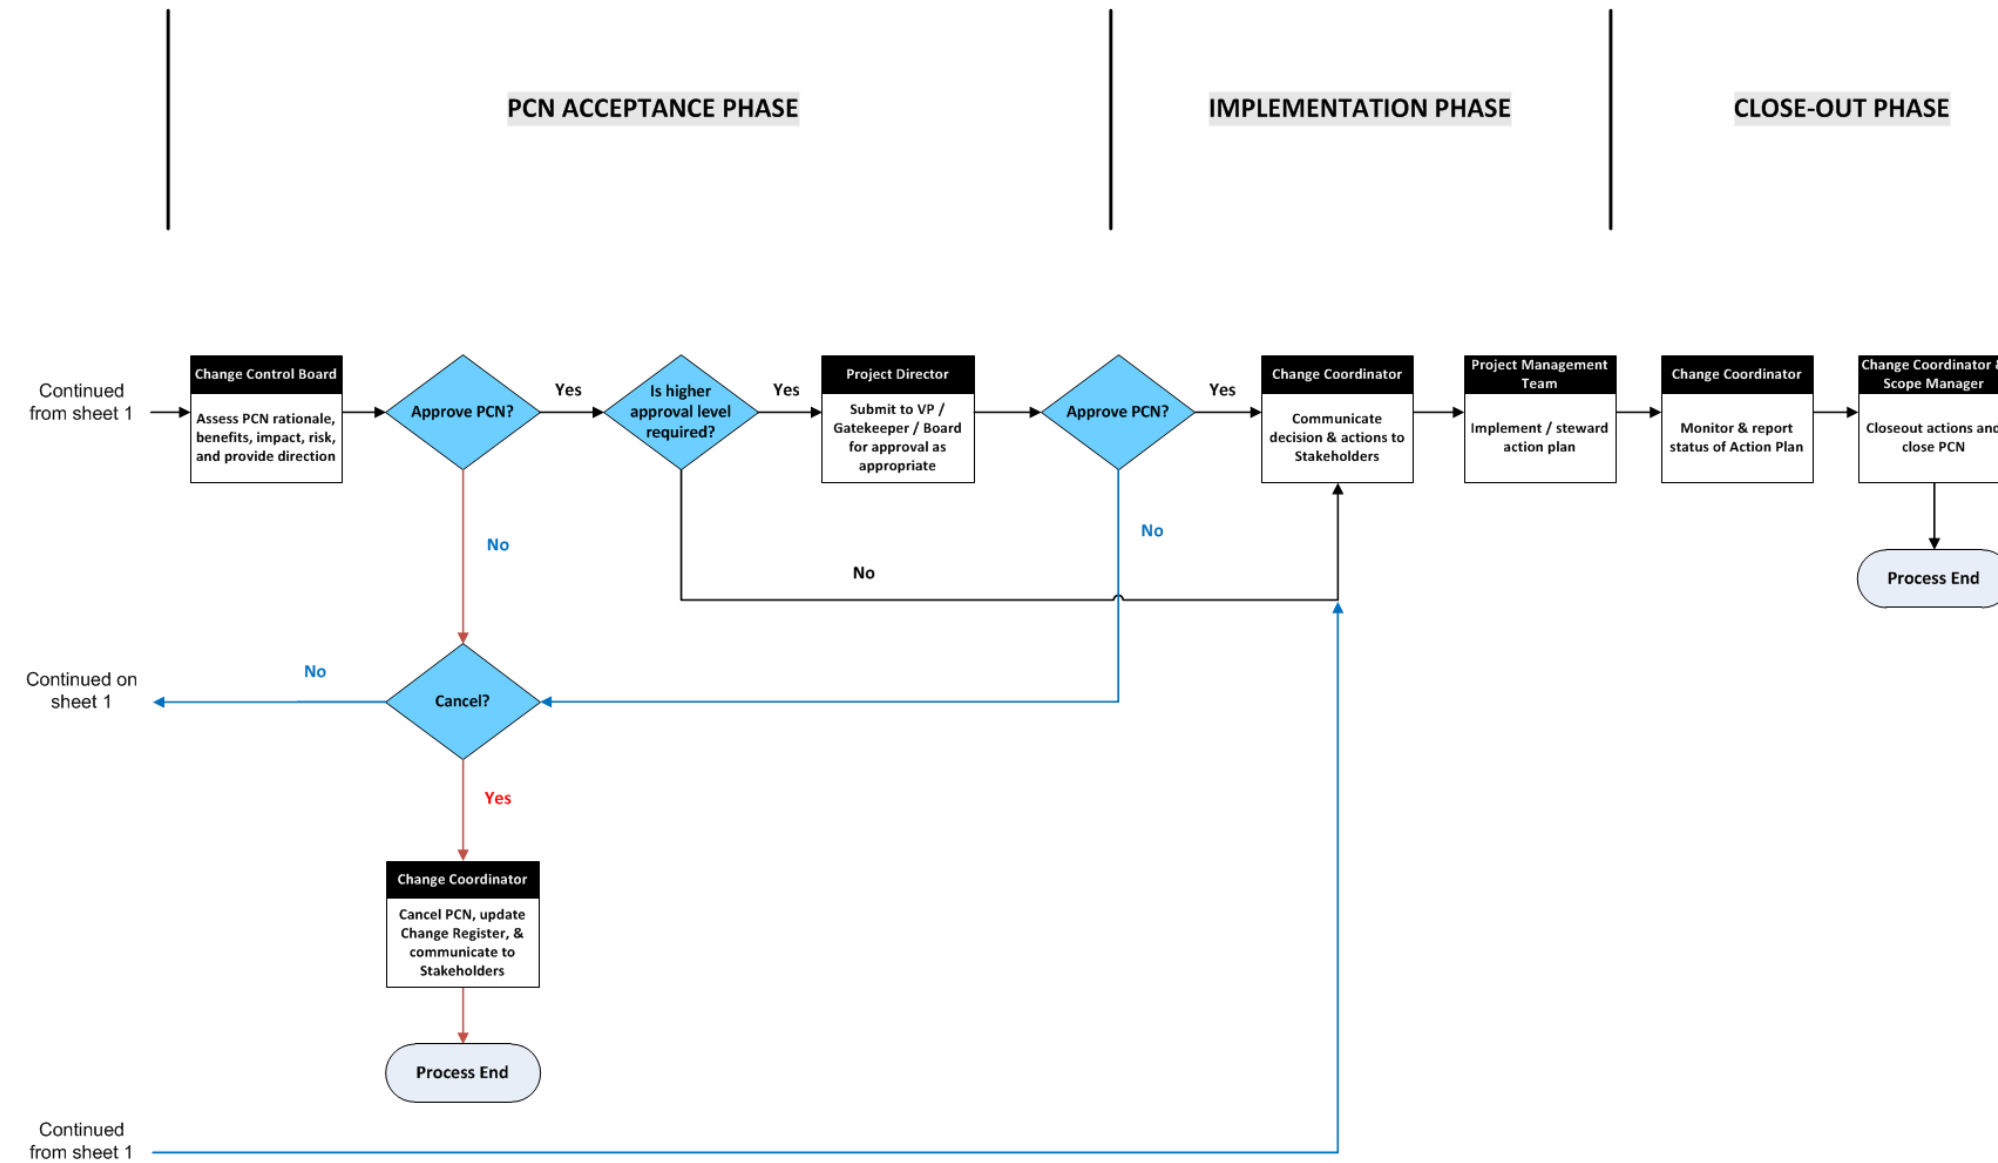 PCN ACCEPTANCE PHASE
IMPLEMENTATION PHASE
CLOSE-OUT PHASE
Continued
from sheet 1
Change Control Board
Assess PCN rationale,
benefits, impact, risk,
and provide direction
Approve PCN?
Yes
Is higher
approval level
required?
Yes
Project Director
Submit to VP /
Gatekeeper / Board
for approval as
appropriate
Approve PCN?
Yes
Change Coordinator
Communicate
decision & actions to
Stakeholders
Project Management
Team
Implement / steward
action plan
Change Coordinator
Monitor & report
status of Action Plan
Change Coordinator &
Scope Manager
Closeout actions and
close PCN
No
No
No
Process End
Continued on
sheet 1
No
Cancel?
Yes
Change Coordinator
Cancel PCN, update
Change Register, &
communicate to
Stakeholders
Process End
Continued
from sheet 1